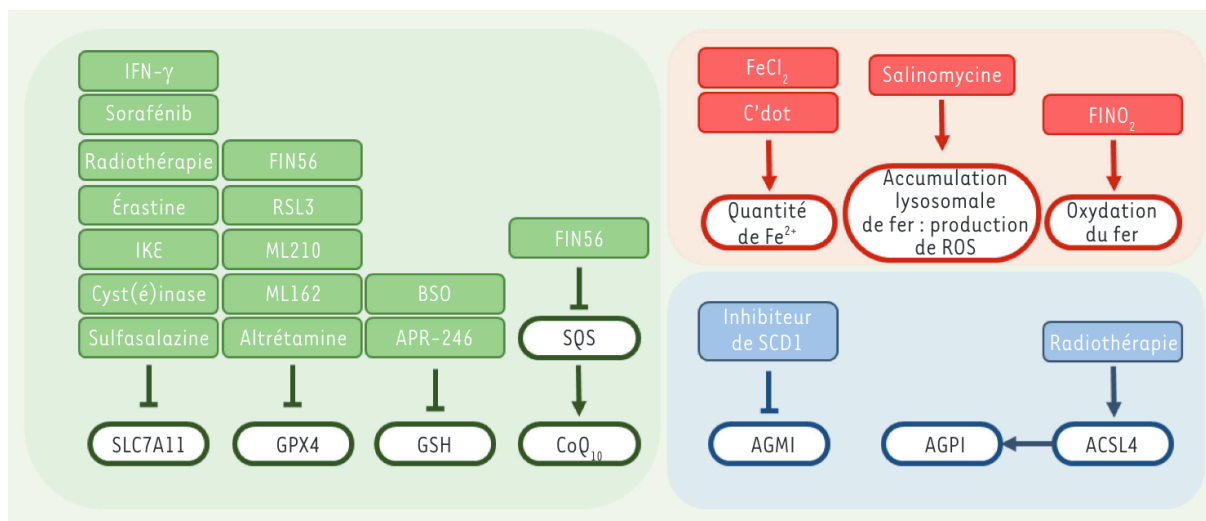 IFN-γ
Sorafénib
Radiothérapie
Érastine
IKE
Cyst(é)inase
Sulfasalazine
SLC7A11
FIN56
RSL3
ML210
ML162
Altrétamine
GPX4
BSO
APR-246
GSH
FIN56
SQS
CoQ₁₀
FeCl₂
C'dot
Quantité
de Fe²⁺
Salinomycine
Accumulation
lysosomale
de fer : production
de ROS
FINO₂
Oxydation
du fer
Inhibiteur
de SCD1
AGMI
Radiothérapie
AGPI
ACSL4